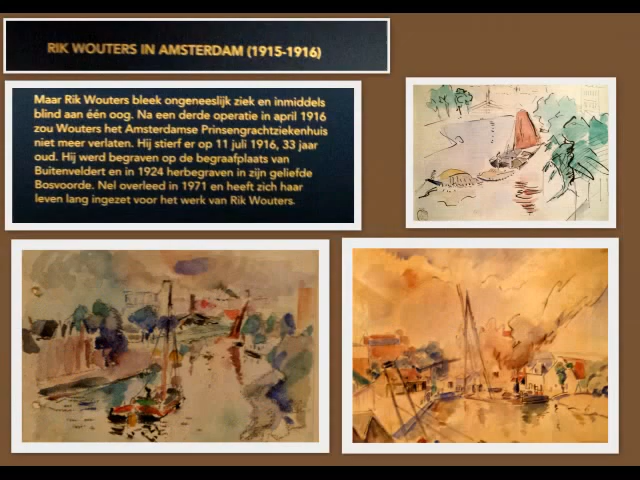 RIK WOUTERS IN AMSTERDAM (1915-1916)
Maar Rik Wouters bleek ongeneeslijk ziek en inmiddels
blind aan één oog. Na een derde operatie in april 1916
zou Wouters het Amsterdamse Prinsengrachtziekenhuis
niet meer verlaten. Hij stierf er op 11 juli 1916, 33 jaar
oud. Hij werd begraven op de begraafplaats van
Buitenveldert en in 1924 herbegraven in zijn geliefde
Bosvoorde. Nel overleed in 1971 en heeft zich haar
leven lang ingezet voor het werk van Rik Wouters.